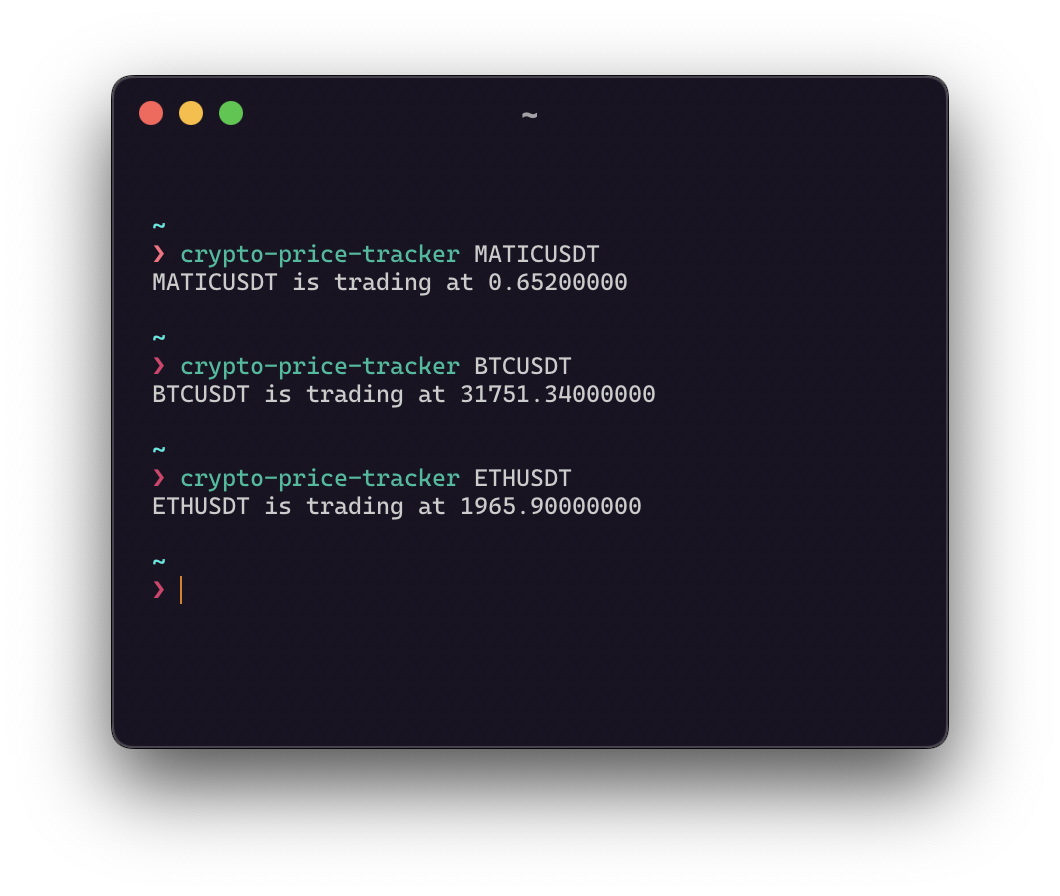 ~
~
❯ crypto-price-tracker MATICUSDT
MATICUSDT is trading at 0.65200000
~
❯ crypto-price-tracker BTCUSDT
BTCUSDT is trading at 31751.34000000
~
❯ crypto-price-tracker ETHUSDT
ETHUSDT is trading at 1965.90000000
~
❯